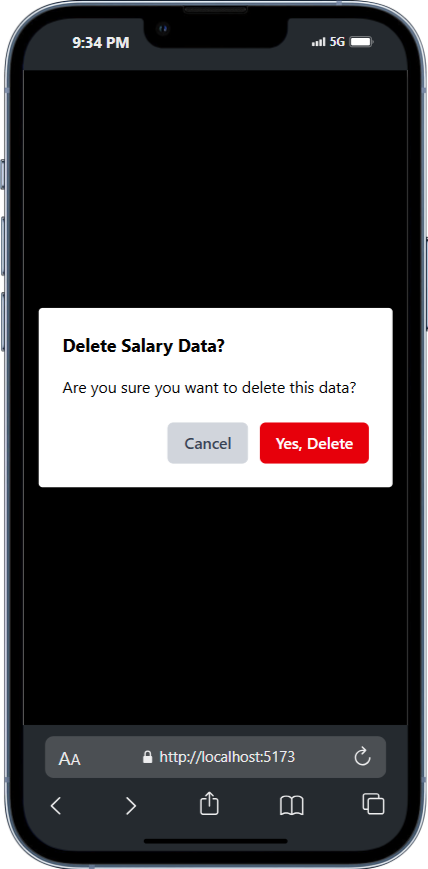 9:34 PM
5G
Delete Salary Data?
Are you sure you want to delete this data?
Cancel
Yes, Delete
AA
http://localhost:5173